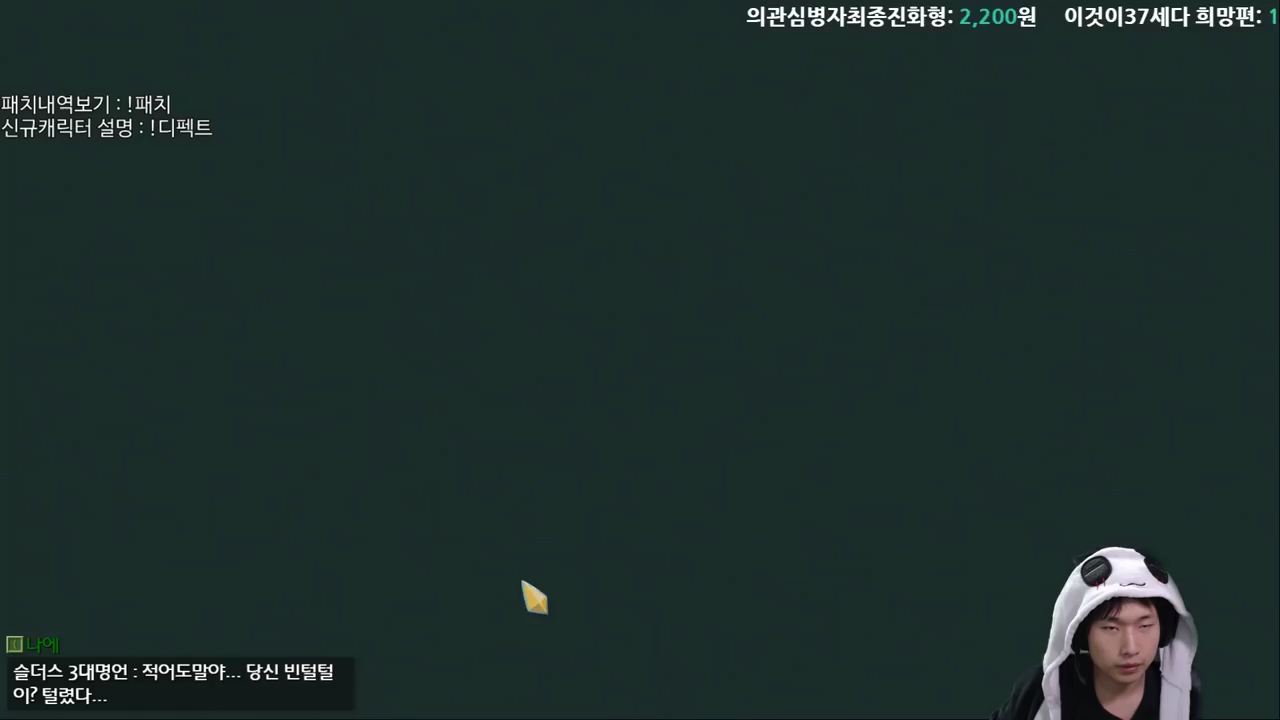 의관심병자최종진화형: 2,200원 이것이37세다 희망편: 1
패치내역보기 : !패치
신규캐릭터 설명 : !디펙트
나에
슬더스 3대명언 : 적어도말야... 당신 빈털털
이? 털렸다...